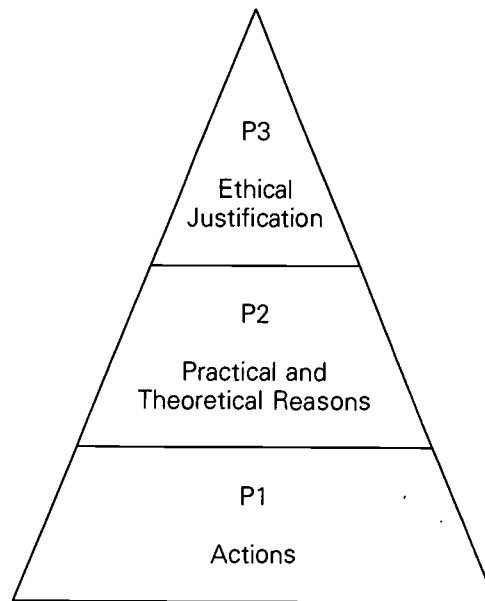 P3
Ethical
Justification
P2
Practical and
Theoretical Reasons
P1
Actions